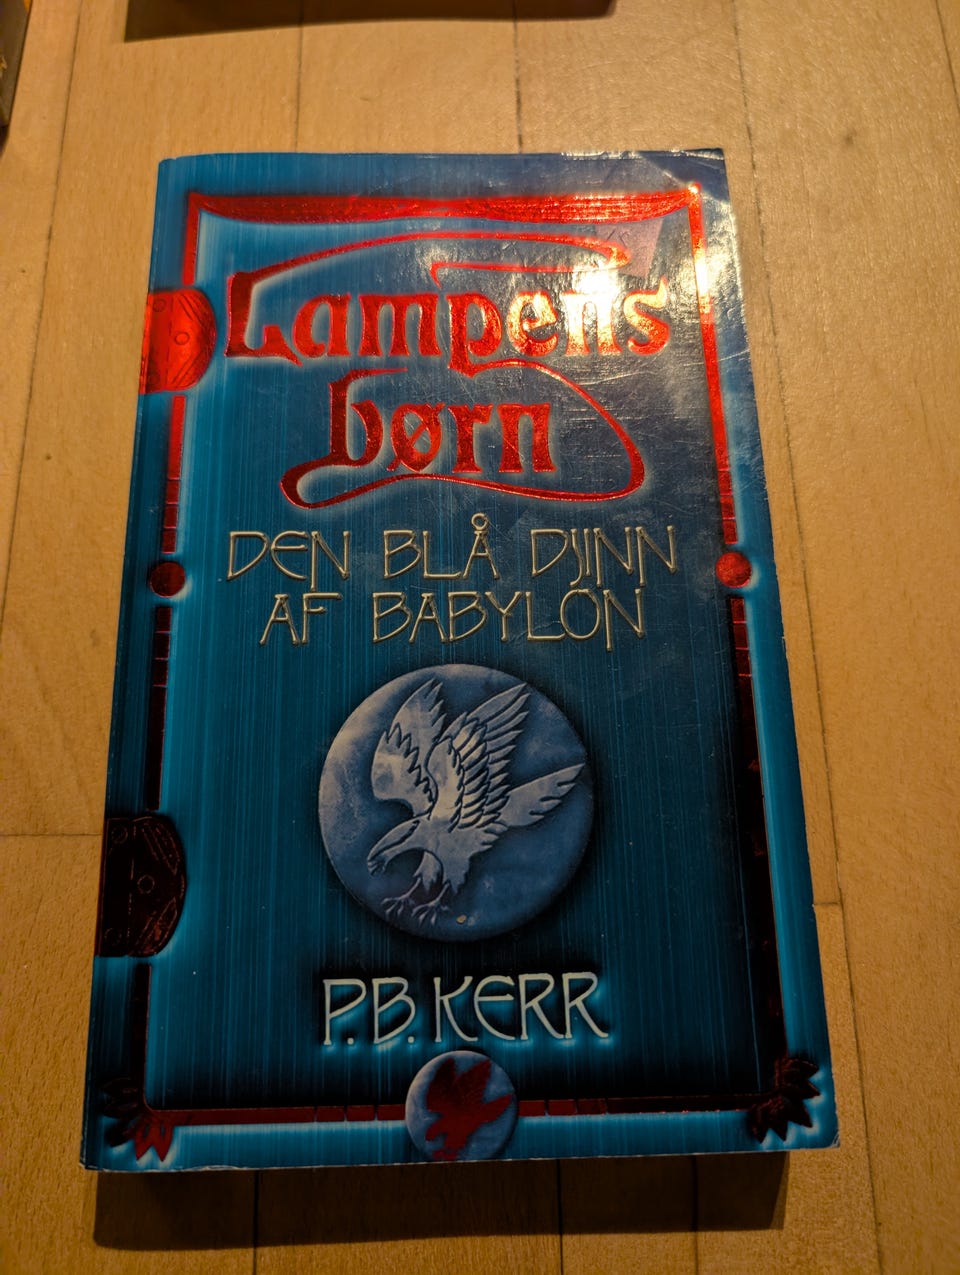 Lampens
børn
DEN BLÅ DJINN
AF BABYLON
P.B. KERR